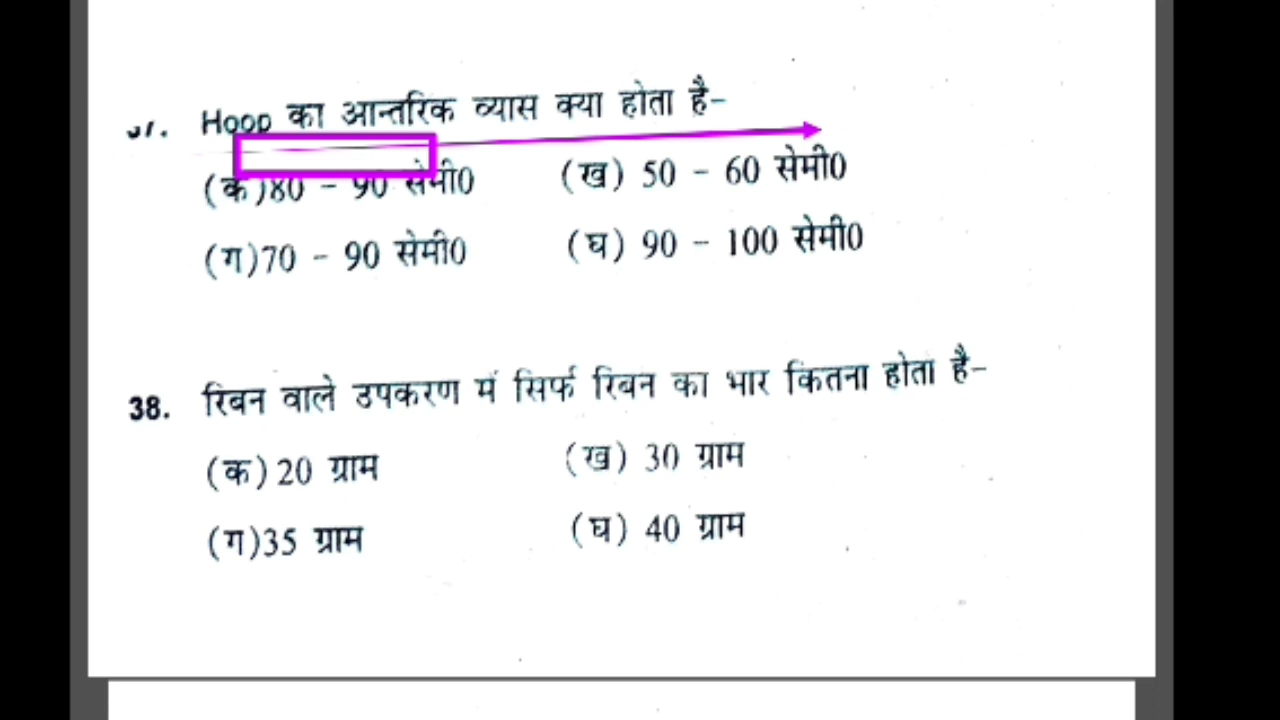 37. Hoop का आन्तरिक व्यास क्या होता है-
(क)80 - 90 सेमी0 (ख) 50 - 60 सेमी0
(ग)70 - 90 सेमी0 (घ) 90 - 100 सेमी0
38. रिबन वाले उपकरण में सिर्फ रिबन का भार कितना होता है-
(क) 20 ग्राम (ख) 30 ग्राम
(ग)35 ग्राम (घ) 40 ग्राम